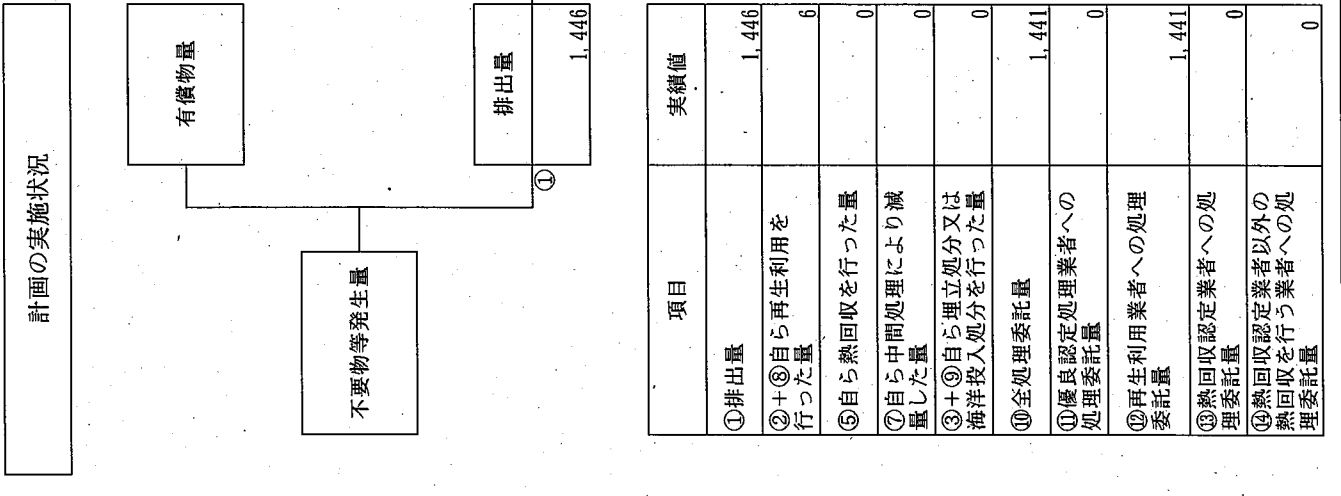 計画の実施状況
有償物量
不要物等発生量
①
排出量
1,446
項目
実績値
①排出量
1,446
②+⑧自ら再生利用を
行った量
6
⑤自ら熱回収を行った量
0
⑦自ら中間処理により減
量した量
0
③+⑨自ら埋立処分又は
海洋投入処分を行った量
0
⑩全処理委託量
1,441
⑪優良認定処理業者への
処理委託量
0
⑫再生利用業者への処理
委託量
1,441
⑬熱回収認定業者への処
理委託量
0
⑭熱回収認定業者以外の
熱回収を行う業者への処
理委託量
0